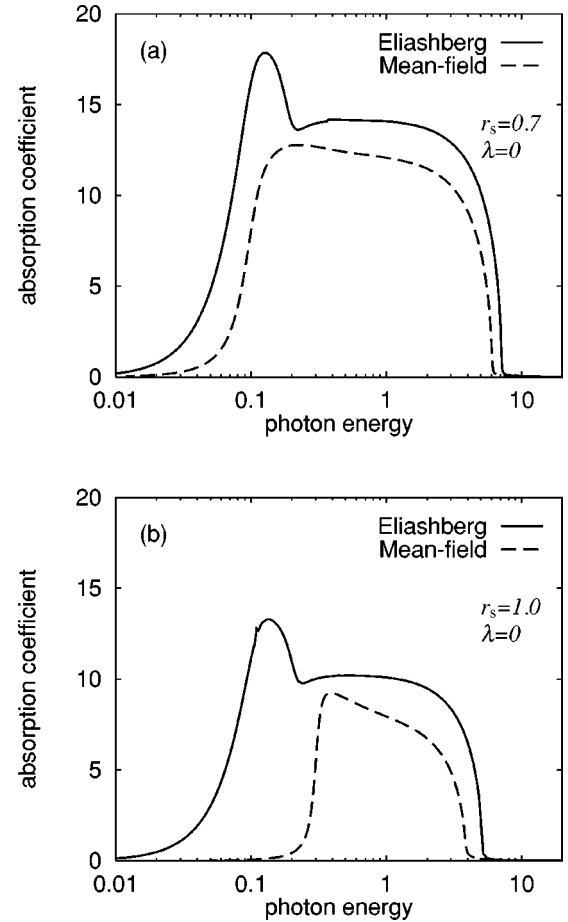 20
(a)
Eliashberg
Mean-field
15
r_s=0.7
λ=0
10
absorption coefficient
5
0
0.01 0.1 1 10
photon energy
20
(b)
Eliashberg
Mean-field
15
r_s=1.0
λ=0
10
absorption coefficient
5
0
0.01 0.1 1 10
photon energy